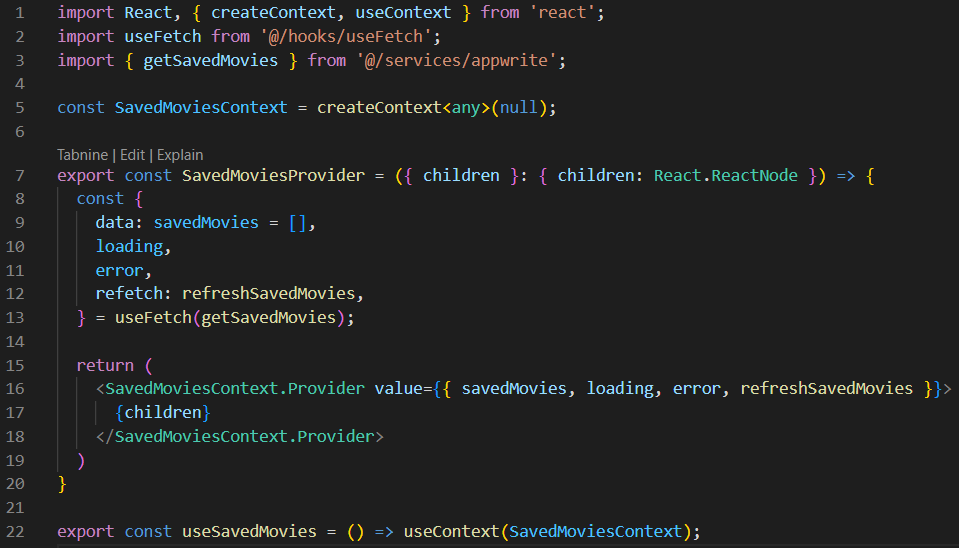 1 import React, { createContext, useContext } from 'react';
2 import useFetch from '@/hooks/useFetch';
3 import { getSavedMovies } from '@/services/appwrite';
4
5 const SavedMoviesContext = createContext<any>(null);
6
Tabnine | Edit | Explain
7 export const SavedMoviesProvider = ({ children }: { children: React.ReactNode }) => {
8   const {
9     data: savedMovies = [],
10     loading,
11     error,
12     refetch: refreshSavedMovies,
13   } = useFetch(getSavedMovies);
14
15   return (
16     <SavedMoviesContext.Provider value={{ savedMovies, loading, error, refreshSavedMovies }}>
17       {children}
18     </SavedMoviesContext.Provider>
19   )
20 }
21
22 export const useSavedMovies = () => useContext(SavedMoviesContext);